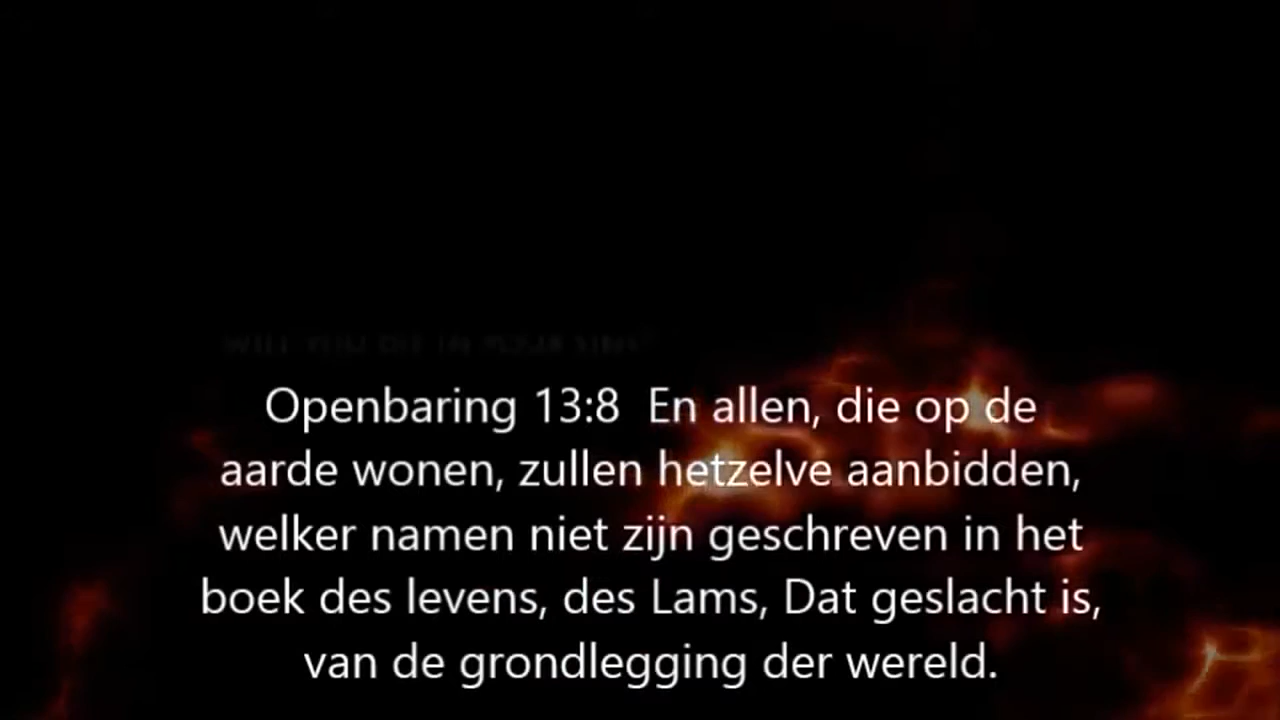 Openbaring 13:8  En allen, die op de
aarde wonen, zullen hetzelve aanbidden,
welker namen niet zijn geschreven in het
boek des levens, des Lams, Dat geslacht is,
van de grondlegging der wereld.